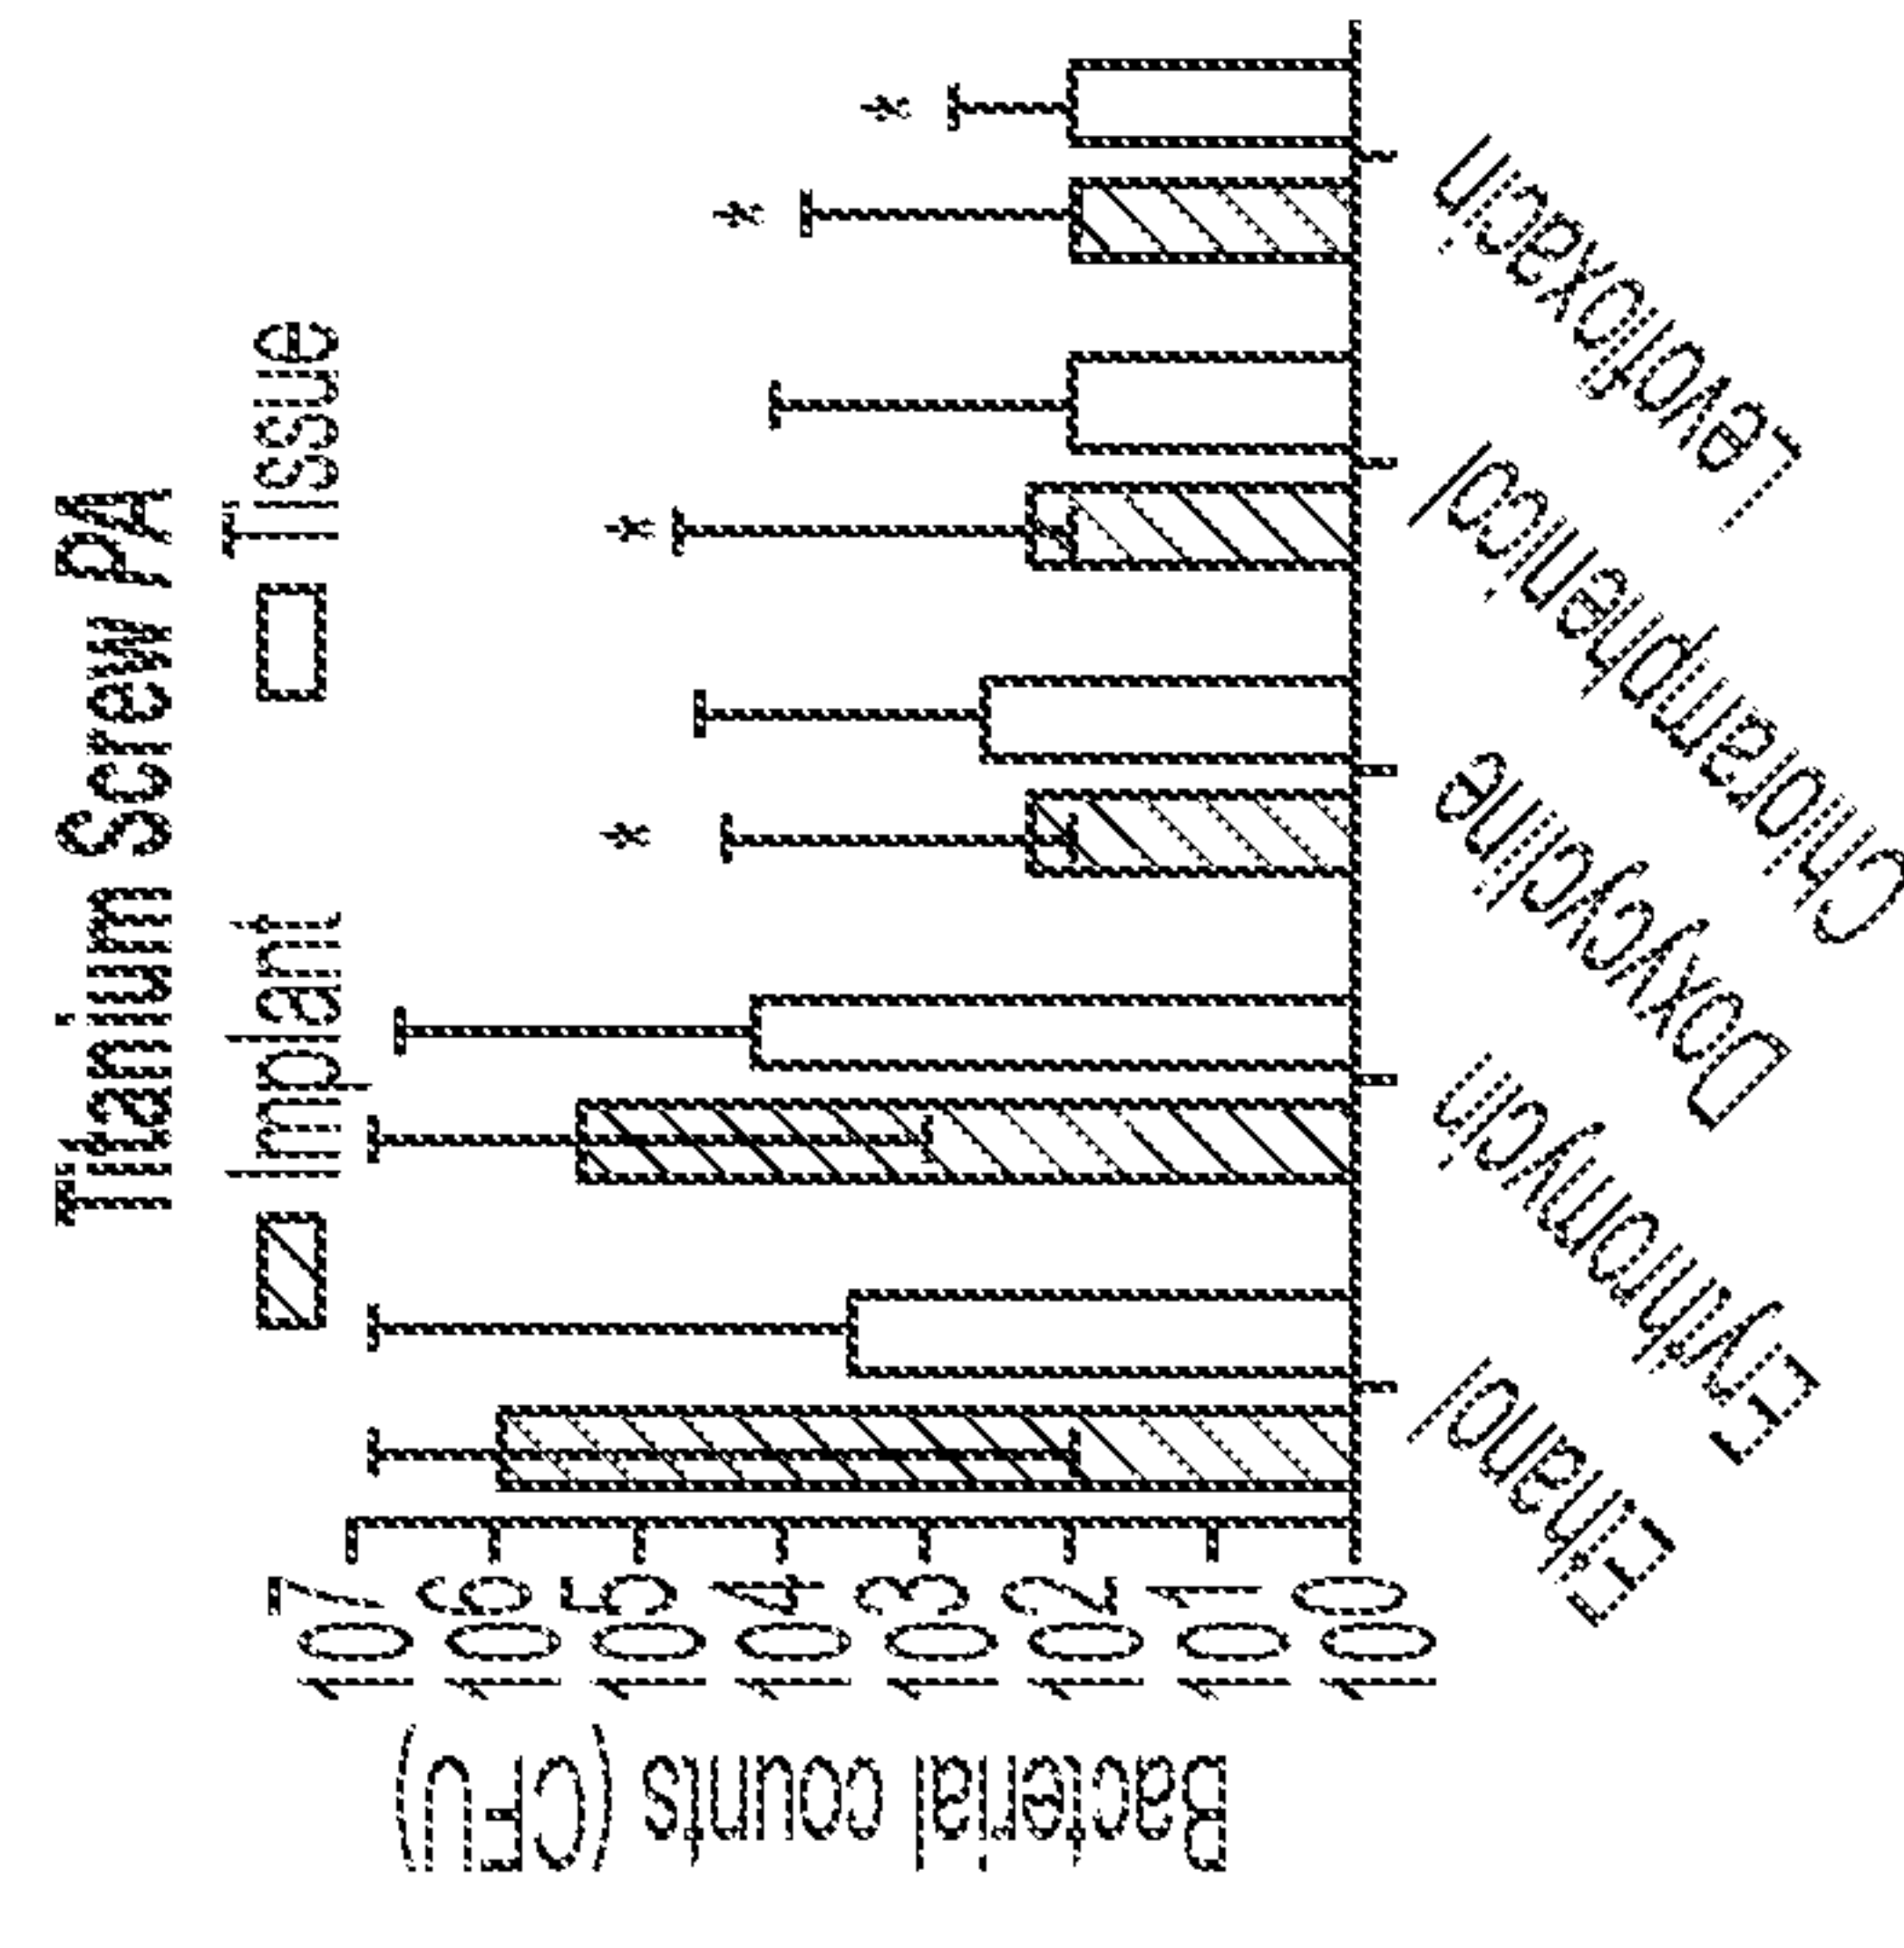 Titanium Screw PA
Implant Tissue
Bacterial counts (CFU)
107
106
105
104
103
102
101
100
*
*
*
*
Ethanol
Erythromycin
Doxycycline
Chloramphenicol
Levofloxacin